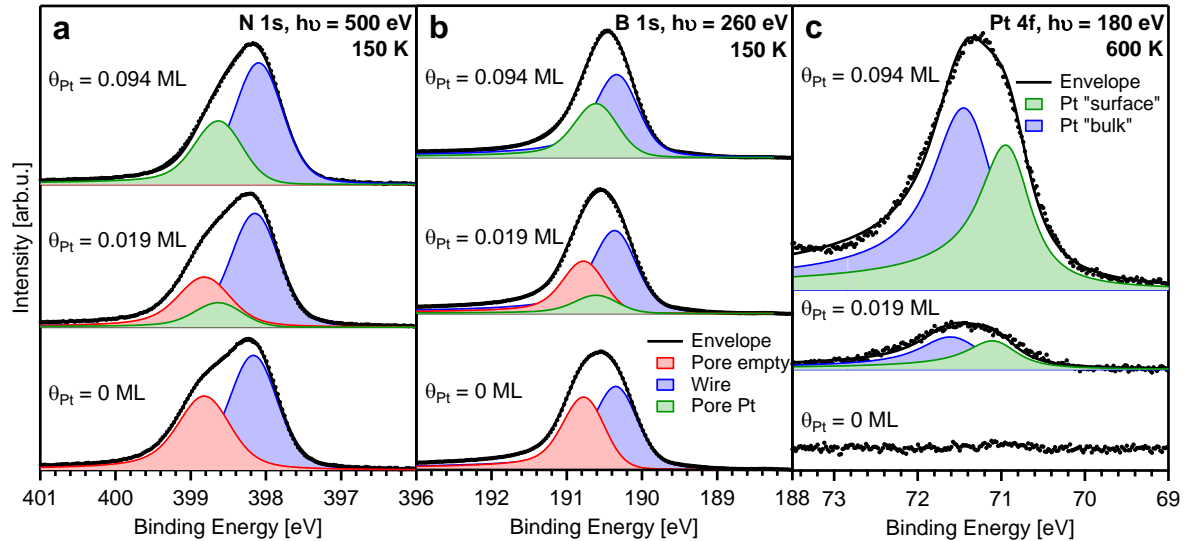 a
N 1s, hυ = 500 eV
150 K
θPt = 0.094 ML
θPt = 0.019 ML
θPt = 0 ML
Intensity [arb.u.]
401 400 399 398 397 396
Binding Energy [eV]
b
B 1s, hυ = 260 eV
150 K
θPt = 0.094 ML
θPt = 0.019 ML
Envelope
Pore empty
Wire
Pore Pt
θPt = 0 ML
192 191 190 189 188
Binding Energy [eV]
c
Pt 4f, hυ = 180 eV
600 K
θPt = 0.094 ML
Envelope
Pt "surface"
Pt "bulk"
θPt = 0.019 ML
θPt = 0 ML
73 72 71 70 69
Binding Energy [eV]